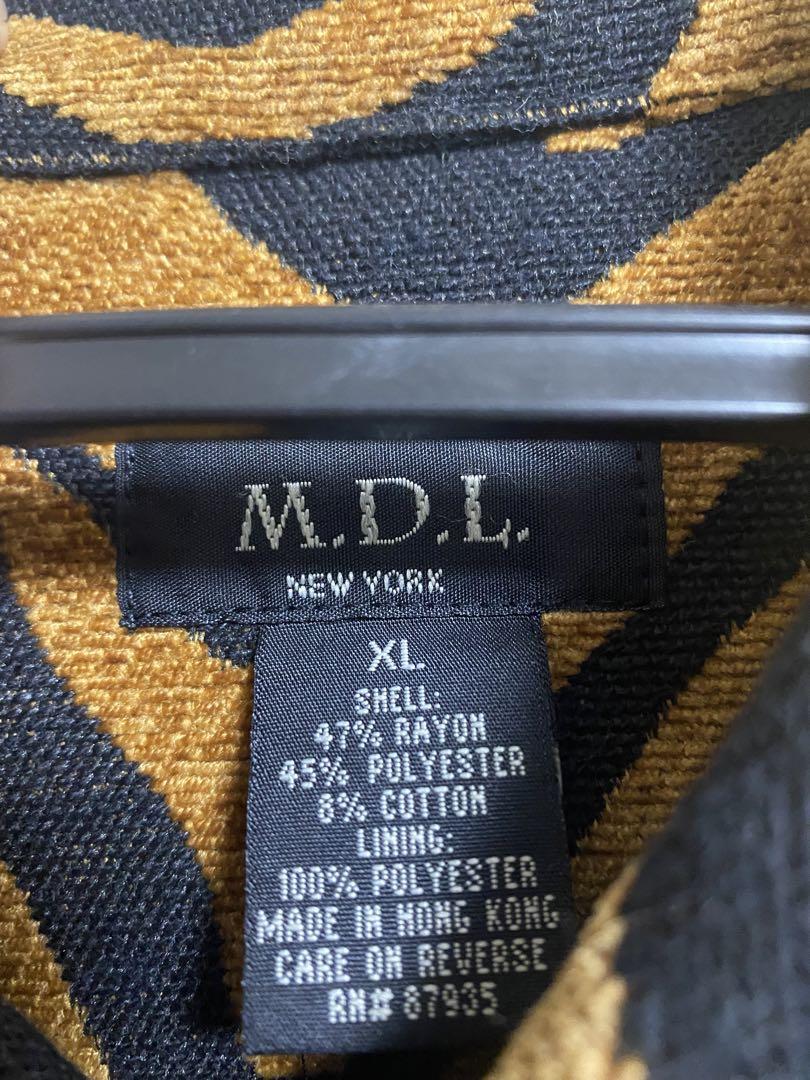 M.D.L.
NEW YORK
XL
SHELL:
47% RAYON
45% POLYESTER
8% COTTON
LINING:
100% POLYESTER
MADE IN HONG KONG
CARE ON REVERSE
RN# 87935